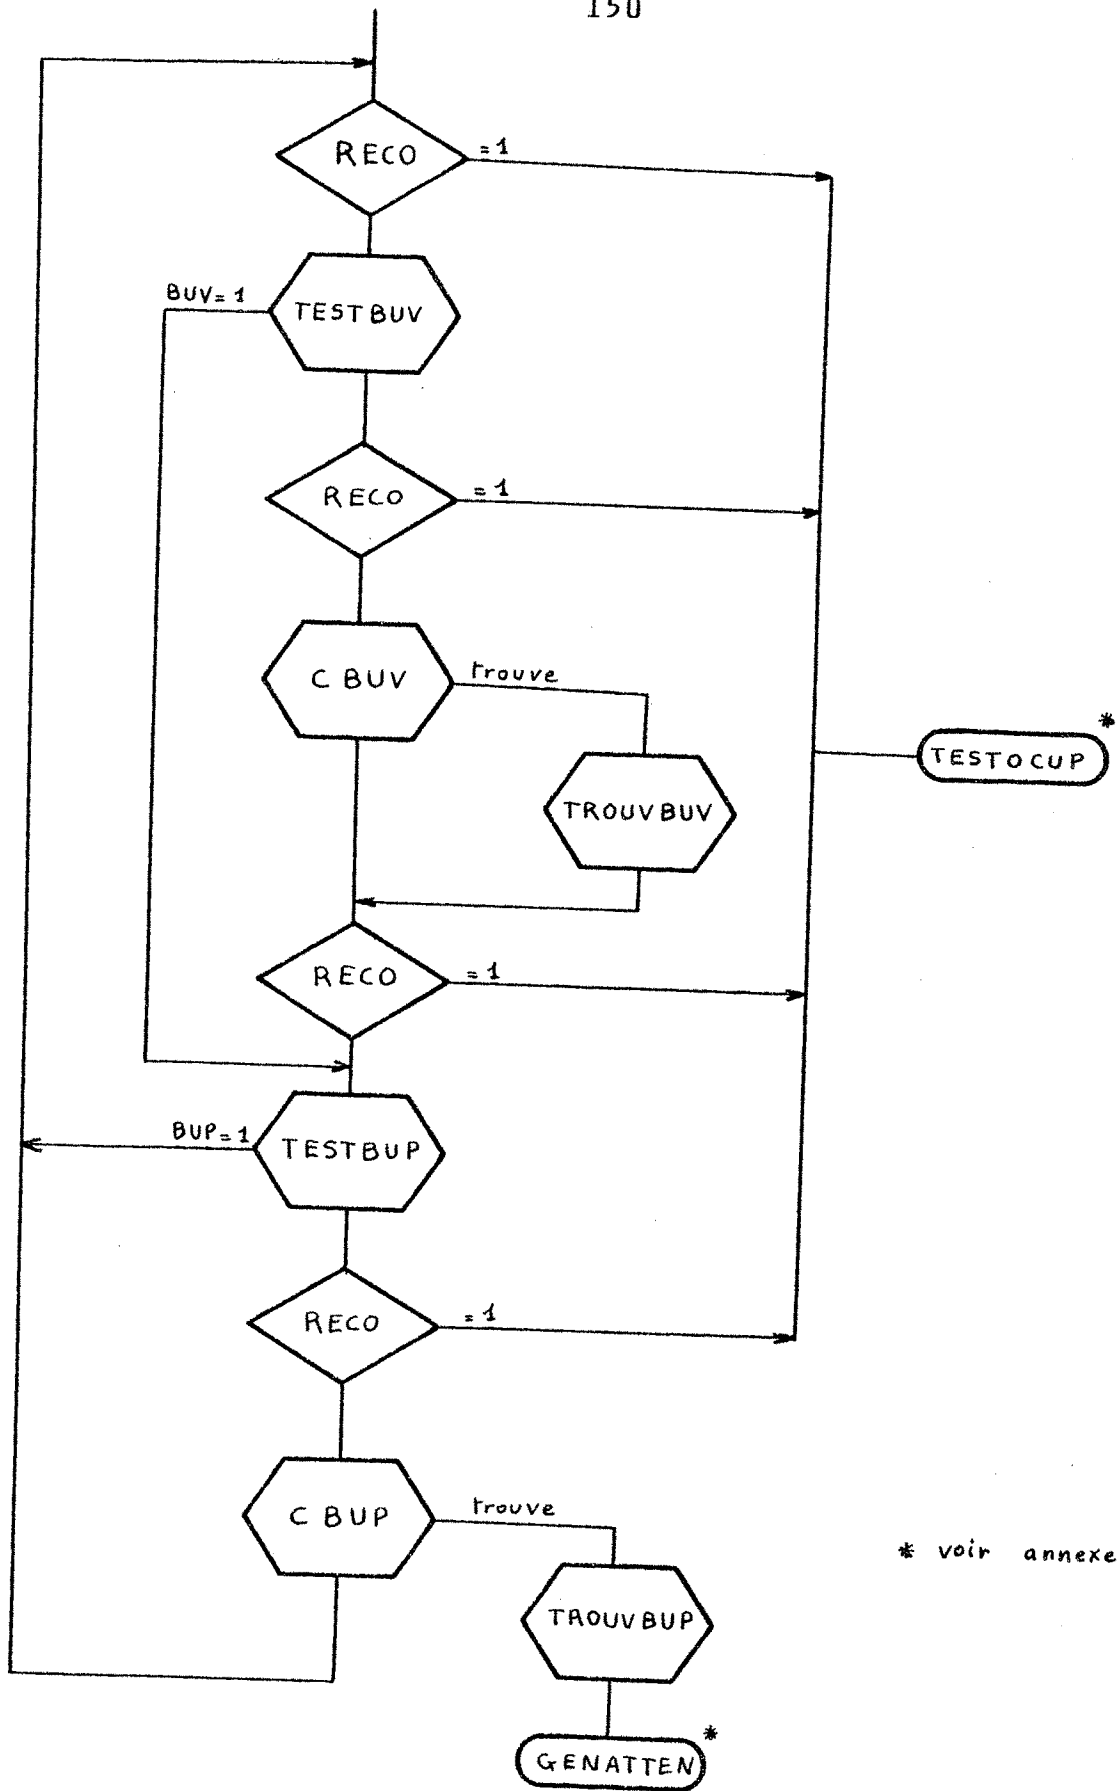 150
RECO
= 1
BUV = 1
TESTBUV
RECO
= 1
C BUV
trouve
*
TESTOCUP
TROUVBUV
RECO
= 1
BUP = 1
TESTBUP
RECO
= 1
C BUP
trouve
* voir annexe
TROUVBUP
*
GENATTEN